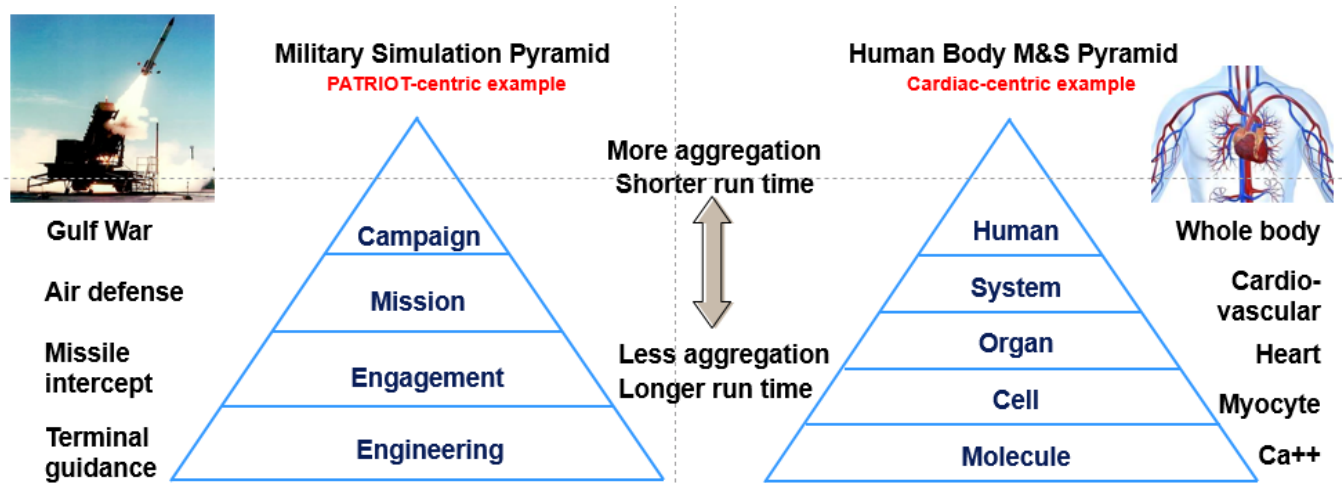 Military Simulation Pyramid
PATRIOT-centric example
Gulf War
Air defense
Missile
intercept
Terminal
guidance
Campaign
Mission
Engagement
Engineering
More aggregation
Shorter run time
Less aggregation
Longer run time
Human Body M&S Pyramid
Cardiac-centric example
Human
System
Organ
Cell
Molecule
Whole body
Cardio-
vascular
Heart
Myocyte
Ca++